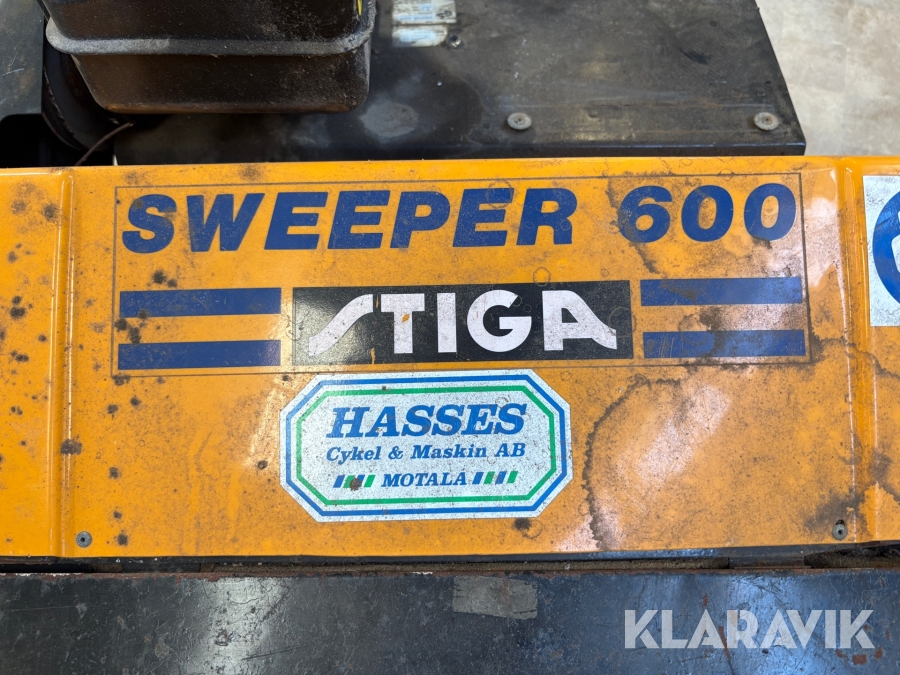 SWEEPER 600
STIGA
HASSES
Cykel & Maskin AB
MOTALA
KLARAVIK